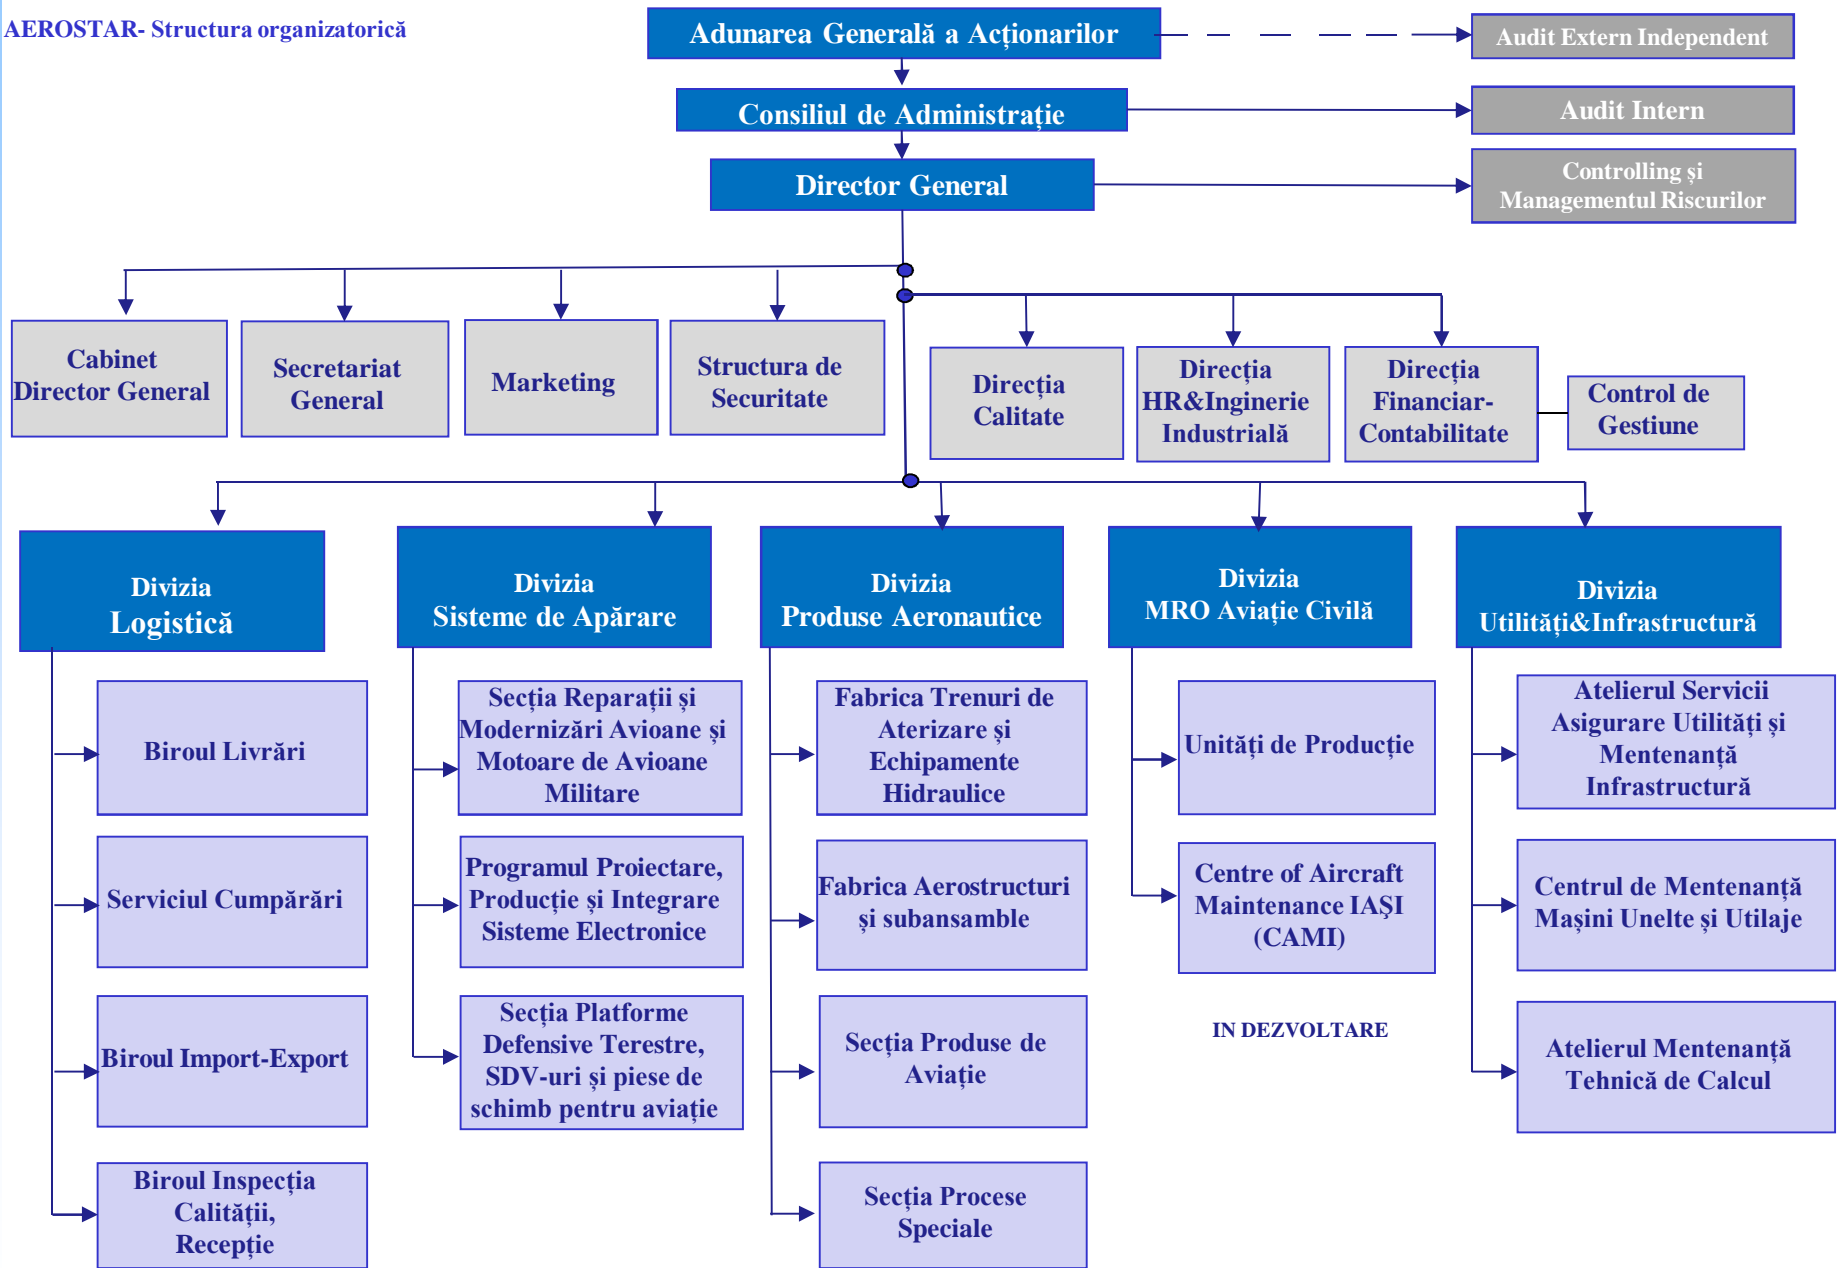 AEROSTAR- Structura organizatorică
Adunarea Generală a Acționarilor
Audit Extern Independent
Consiliul de Administrație
Audit Intern
Director General
Controlling și
Managementul Riscurilor
Cabinet
Director General
Secretariat
General
Marketing
Structura de
Securitate
Direcția
Calitate
Direcția
HR&Inginerie
Industrială
Direcția
Financiar-
Contabilitate
Control de
Gestiune
Divizia
Logistică
Divizia
Sisteme de Apărare
Divizia
Produse Aeronautice
Divizia
MRO Aviație Civilă
Divizia
Utilități&Infrastructură
Biroul Livrări
Serviciul Cumpărări
Biroul Import-Export
Biroul Inspecția
Calității,
Recepție
Secția Reparații și
Modernizări Avioane și
Motoare de Avioane
Militare
Programul Proiectare,
Producție și Integrare
Sisteme Electronice
Secția Platforme
Defensive Terestre,
SDV-uri și piese de
schimb pentru aviație
Fabrica Trenuri de
Aterizare și
Echipamente
Hidraulice
Fabrica Aerostructuri
și subansamble
Secția Produse de
Aviație
Secția Procese
Speciale
Unități de Producție
Centre of Aircraft
Maintenance IAŞI
(CAMI)
IN DEZVOLTARE
Atelierul Servicii
Asigurare Utilități și
Mentenanță
Infrastructură
Centrul de Mentenanță
Mașini Unelte și Utilaje
Atelierul Mentenanță
Tehnică de Calcul